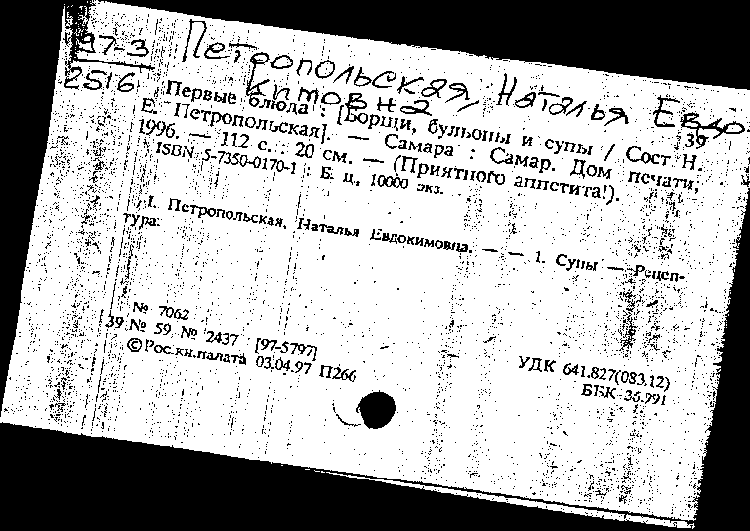 97-3
2516
Петропольская, Наталья Евдо
кимовна
39
Первые блюда : [Борщи, бульоны и супы / Сост. Н.
Е. Петропольская]. — Самара : Самар. Дом печати,
1996. — 112 с. : 20 см. — (Приятного аппетита!).
ISBN 5-7350-0170-1 : Б. ц., 10000 экз.
I. Петропольская, Наталья Евдокимовна. — — 1. Супы — Рецеп-
тура.
№ 7062
39 № 59 № 2437 [97-5797]
© Рос.кн.палата 03.04.97 П266
УДК 641.827(083.12)
ББК 36.991